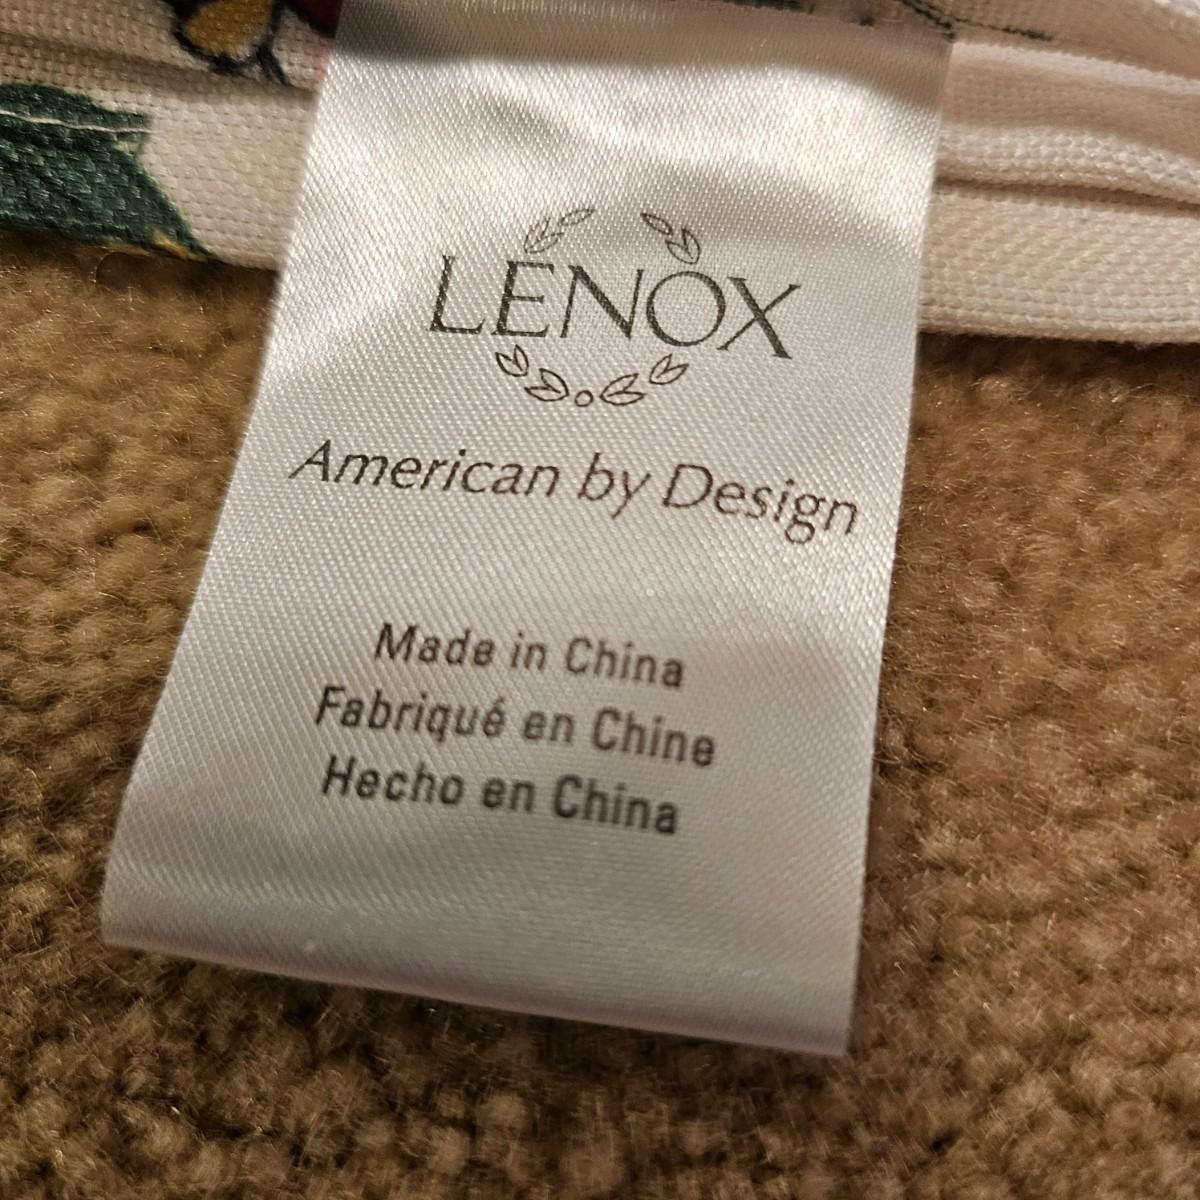 LENOX
American by Design
Made in China
Fabriqué en Chine
Hecho en China